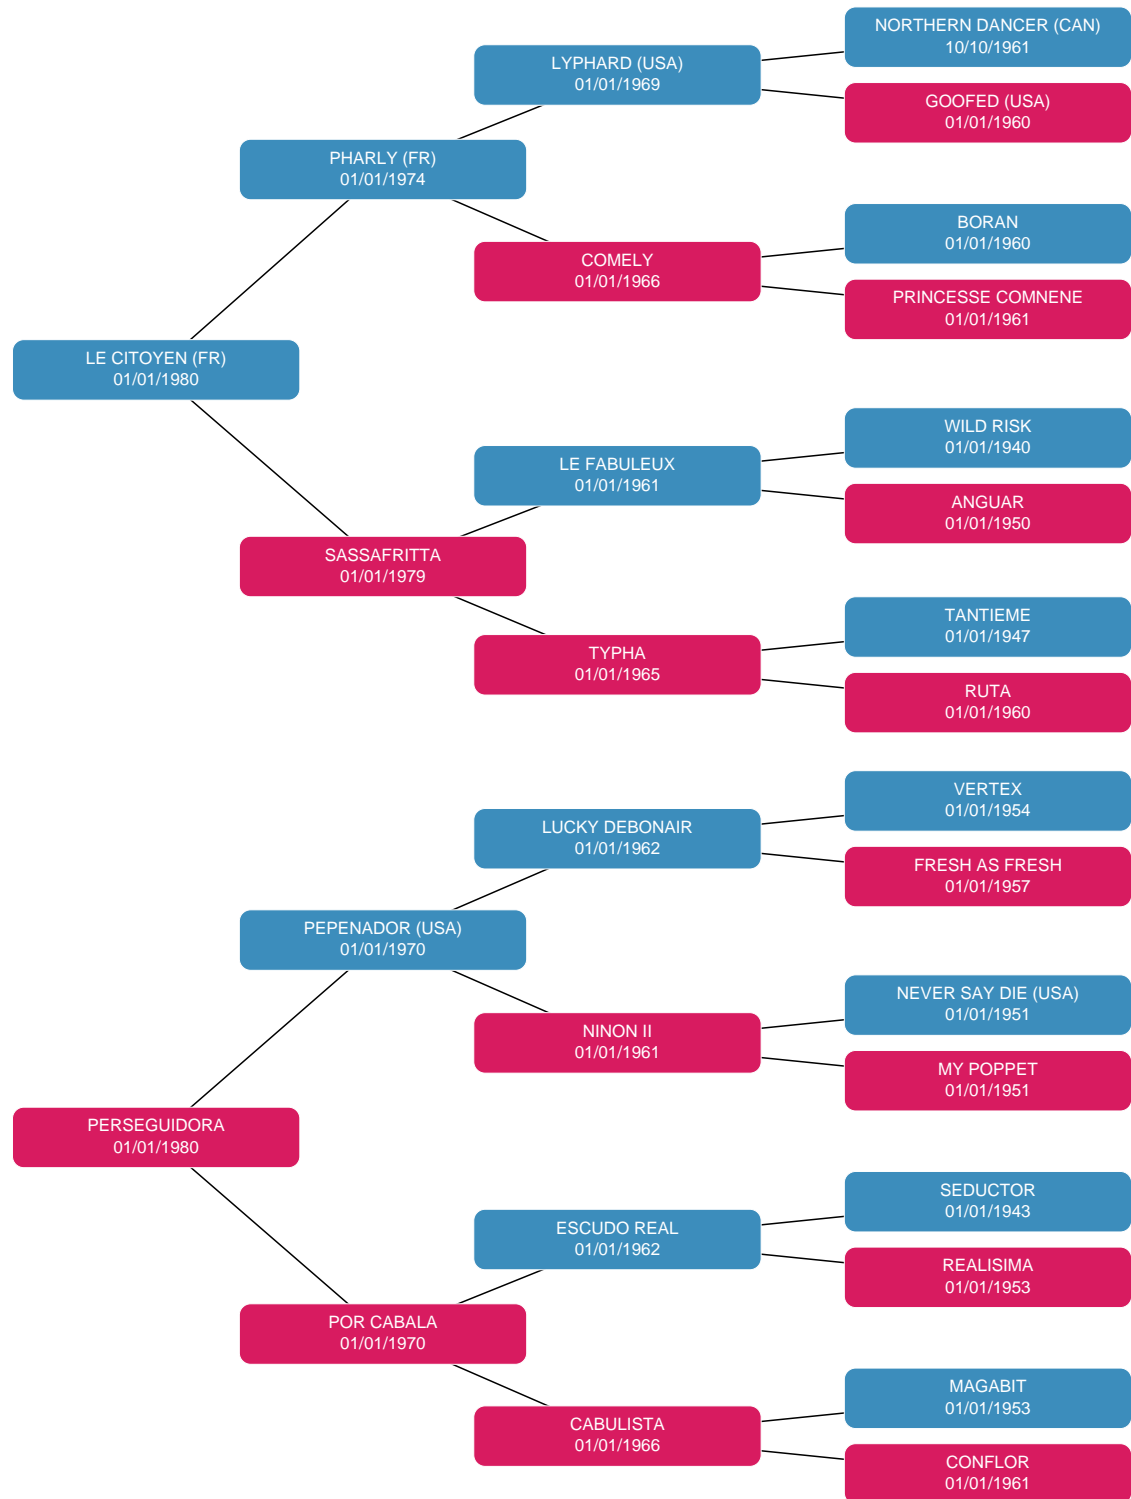 NORTHERN DANCER (CAN)
10/10/1961
LYPHARD (USA)
01/01/1969
GOOFED (USA)
01/01/1960
PHARLY (FR)
01/01/1974
BORAN
01/01/1960
COMELY
01/01/1966
PRINCESSE COMNENE
01/01/1961
LE CITOYEN (FR)
01/01/1980
WILD RISK
01/01/1940
LE FABULEUX
01/01/1961
ANGUAR
01/01/1950
SASSAFRITTA
01/01/1979
TANTIEME
01/01/1947
TYPHA
01/01/1965
RUTA
01/01/1960
VERTEX
01/01/1954
LUCKY DEBONAIR
01/01/1962
FRESH AS FRESH
01/01/1957
PEPENADOR (USA)
01/01/1970
NEVER SAY DIE (USA)
01/01/1951
NINON II
01/01/1961
MY POPPET
01/01/1951
PERSEGUIDORA
01/01/1980
SEDUCTOR
01/01/1943
ESCUDO REAL
01/01/1962
REALISIMA
01/01/1953
POR CABALA
01/01/1970
MAGABIT
01/01/1953
CABULISTA
01/01/1966
CONFLOR
01/01/1961